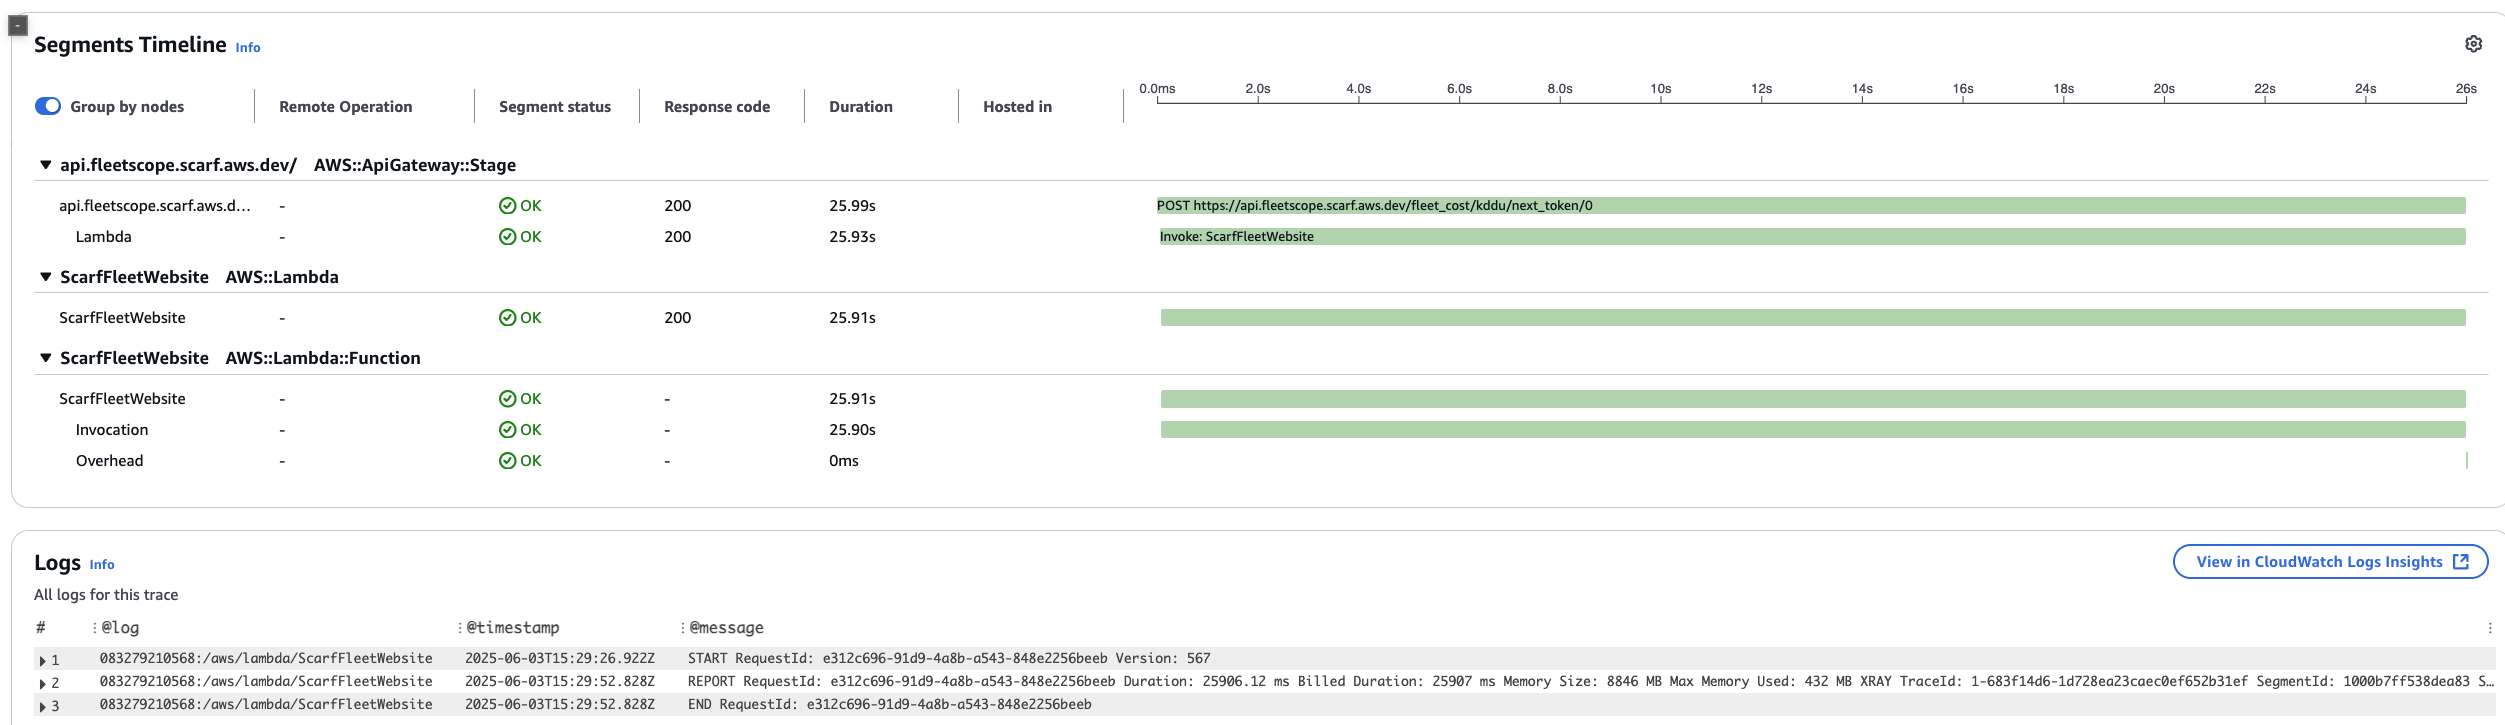 -
Segments Timeline Info
Group by nodes Remote Operation Segment status Response code Duration Hosted in 0.0ms 2.0s 4.0s 6.0s 8.0s 10s 12s 14s 16s 18s 20s 22s 24s 26s
▼ api.fleetscope.scarf.aws.dev/ AWS::ApiGateway::Stage
api.fleetscope.scarf.aws.d... - OK 200 25.99s POST https://api.fleetscope.scarf.aws.dev/fleet_cost/kddu/next_token/0
Lambda - OK 200 25.93s Invoke: ScarfFleetWebsite
▼ ScarfFleetWebsite AWS::Lambda
ScarfFleetWebsite - OK 200 25.91s
▼ ScarfFleetWebsite AWS::Lambda::Function
ScarfFleetWebsite - OK - 25.91s
Invocation - OK - 25.90s
Overhead - OK - 0ms
Logs Info
View in CloudWatch Logs Insights
All logs for this trace
# @log @timestamp @message
1 083279210568:/aws/lambda/ScarfFleetWebsite 2025-06-03T15:29:26.922Z START RequestId: e312c696-91d9-4a8b-a543-848e2256beeb Version: 567
2 083279210568:/aws/lambda/ScarfFleetWebsite 2025-06-03T15:29:52.828Z REPORT RequestId: e312c696-91d9-4a8b-a543-848e2256beeb Duration: 25906.12 ms Billed Duration: 25907 ms Memory Size: 8846 MB Max Memory Used: 432 MB XRAY TraceId: 1-683f14d6-1d728ea23caec0ef652b31ef SegmentId: 1000b7ff538dea83 S…
3 083279210568:/aws/lambda/ScarfFleetWebsite 2025-06-03T15:29:52.828Z END RequestId: e312c696-91d9-4a8b-a543-848e2256beeb